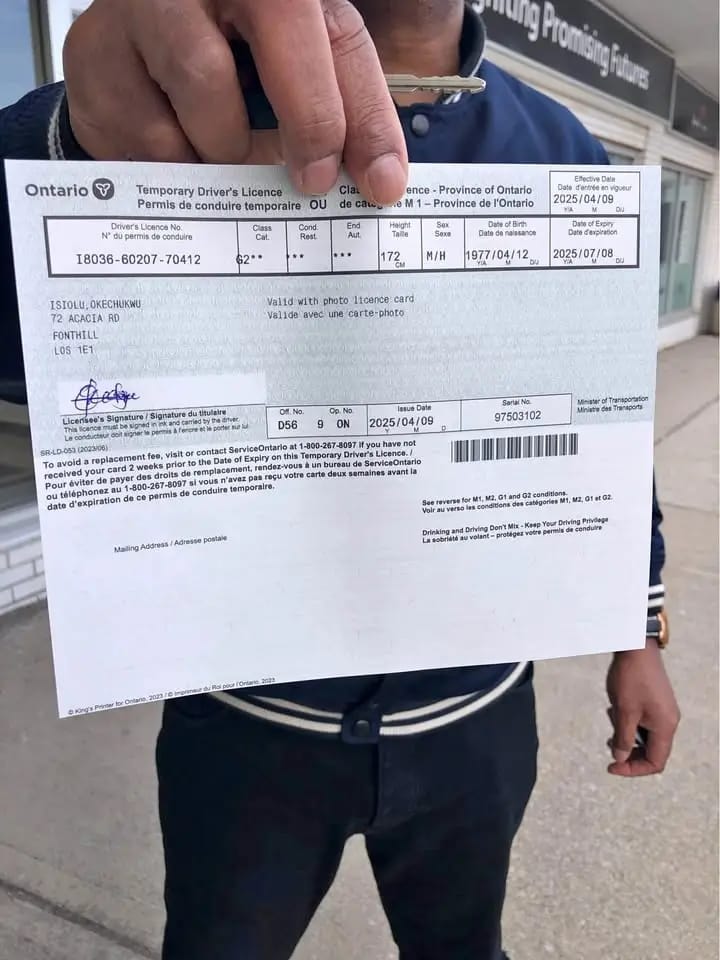 niting Promising Futures
Ontario
Temporary Driver's Licence
Permis de conduire temporaire OU
Clas ence - Province of Ontario
de catég e M 1 – Province de l'Ontario
Effective Date
Date d'entrée en vigueur
2025/04/09
Y/A M D/J
Driver's Licence No.
N° du permis de conduire
I8036-60207-70412
Class
Cat.
G2**
Cond.
Rest.
***
End.
Aut.
***
Height
Taille
172
CM
Sex
Sexe
M/H
Date of Birth
Date de naissance
1977/04/12
Y/A M D/J
Date of Expiry
Date d'expiration
2025/07/08
Y/A M D/J
ISIOLU,OKECHUKWU
72 ACACIA RD
FONTHILL
LOS 1E1
Valid with photo licence card
Valide avec une carte-photo
Licensee's Signature / Signature du titulaire
This licence must be signed in ink and carried by the driver.
Le conducteur doit signer le permis à l'encre et le porter sur lui.
Off. No.
D56
Op. No.
9 ON
Issue Date
2025/04/09
Y M D
Serial No.
97503102
Minister of Transportation
Ministre des Transports
SR-LD-053 (2023/06)
To avoid a replacement fee, visit or contact ServiceOntario at 1-800-267-8097 if you have not
received your card 2 weeks prior to the Date of Expiry on this Temporary Driver's Licence. /
Pour éviter de payer des droits de remplacement, rendez-vous à un bureau de ServiceOntario
ou téléphonez au 1-800-267-8097 si vous n'avez pas reçu votre carte deux semaines avant la
date d'expiration de ce permis de conduire temporaire.
See reverse for M1, M2, G1 and G2 conditions.
Voir au verso les conditions des catégories M1, M2, G1 et G2.
Drinking and Driving Don't Mix - Keep Your Driving Privilege
La sobriété au volant – protégez votre permis de conduire
Mailing Address / Adresse postale
© King's Printer for Ontario, 2023 / © Imprimeur du Roi pour l'Ontario, 2023